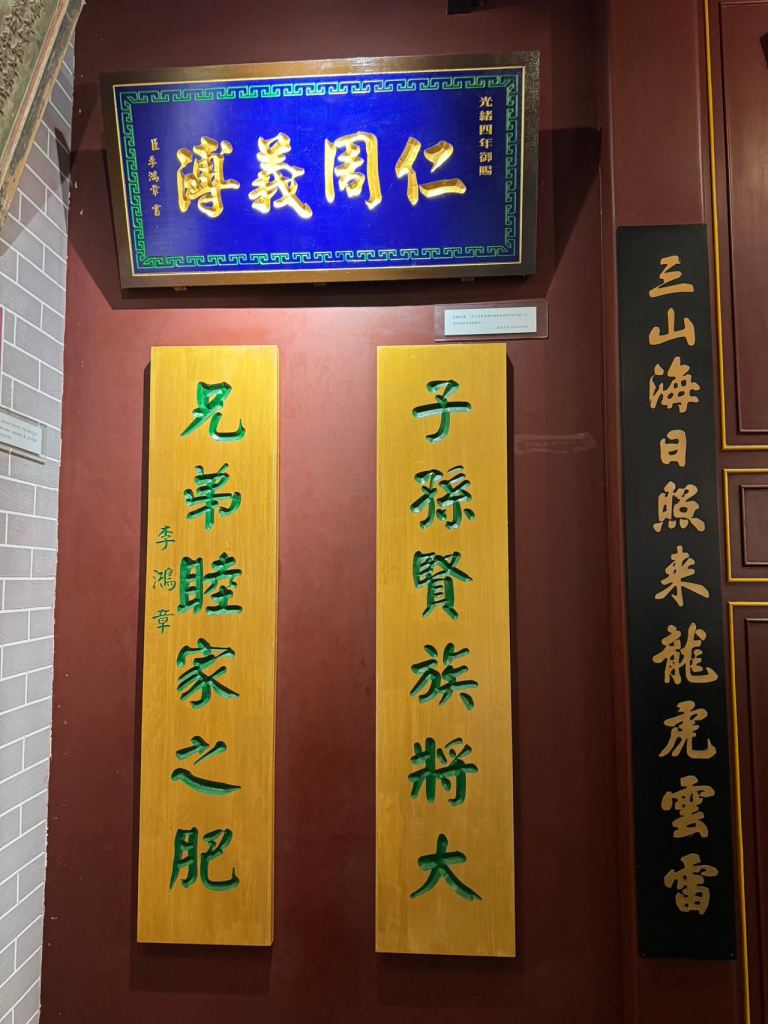 光緒四年御賜
仁周義溥
臣李鴻章書
子孫賢族將大
兄弟睦家之肥
李鴻章
三山海日照来龍虎雲雷